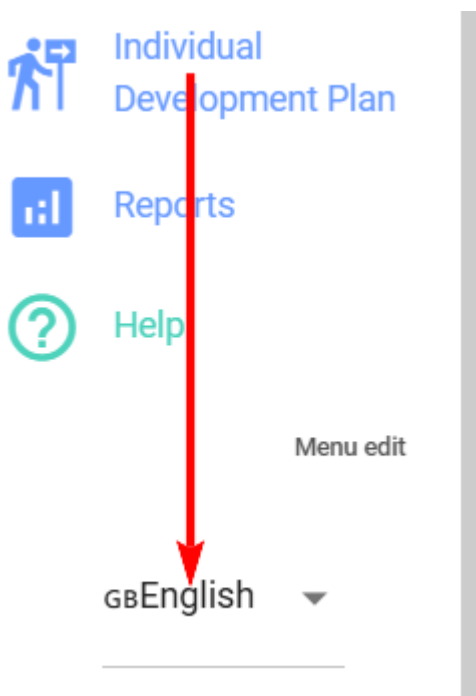 Individual
Development Plan
Reports
Help
Menu edit
GBEnglish